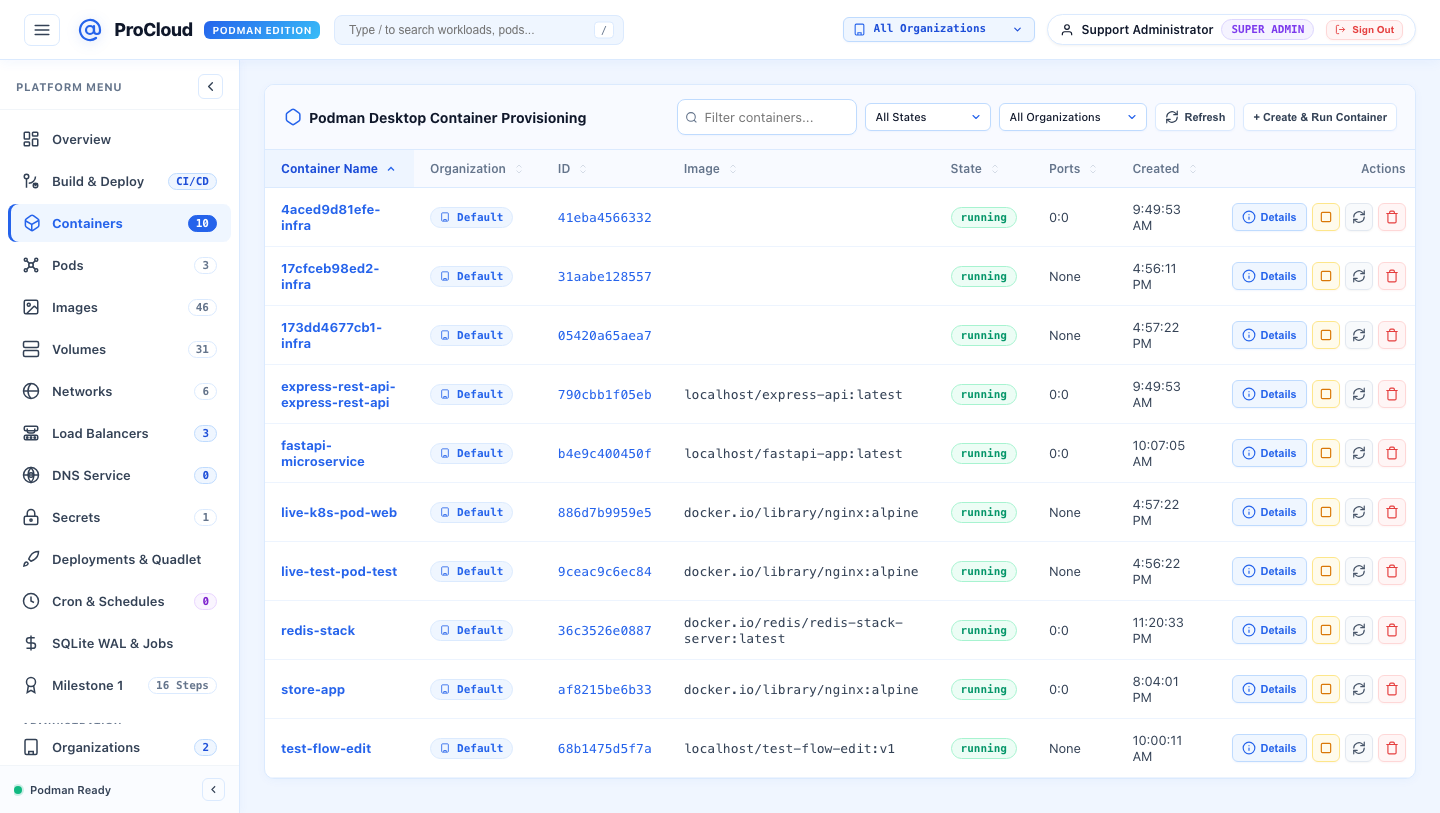 ProCloud PODMAN EDITION
Type / to search workloads, pods... /
All Organizations
Support Administrator SUPER ADMIN Sign Out
PLATFORM MENU
Overview
Build & Deploy CI/CD
Containers 10
Pods 3
Images 46
Volumes 31
Networks 6
Load Balancers 3
DNS Service 0
Secrets 1
Deployments & Quadlet
Cron & Schedules 0
SQLite WAL & Jobs
Milestone 1 16 Steps
Organizations 2
Podman Ready
Podman Desktop Container Provisioning
Filter containers... All States All Organizations Refresh + Create & Run Container
Container Name Organization ID Image State Ports Created Actions
4aced9d81efe-
infra
Default 41eba4566332 running 0:0
9:49:53
AM
Details
17cfceb98ed2-
infra
Default 31aabe128557 running None
4:56:11
PM
Details
173dd4677cb1-
infra
Default 05420a65aea7 running None
4:57:22
PM
Details
express-rest-api-
express-rest-api
Default 790cbb1f05eb localhost/express-api:latest running 0:0
9:49:53
AM
Details
fastapi-
microservice
Default b4e9c400450f localhost/fastapi-app:latest running 0:0
10:07:05
AM
Details
live-k8s-pod-web Default 886d7b9959e5 docker.io/library/nginx:alpine running None
4:57:22
PM
Details
live-test-pod-test Default 9ceac9c6ec84 docker.io/library/nginx:alpine running None
4:56:22
PM
Details
redis-stack Default 36c3526e0887
docker.io/redis/redis-stack-
server:latest
running 0:0
11:20:33
PM
Details
store-app Default af8215be6b33 docker.io/library/nginx:alpine running 0:0
8:04:01
PM
Details
test-flow-edit Default 68b1475d5f7a localhost/test-flow-edit:v1 running None
10:00:11
AM
Details